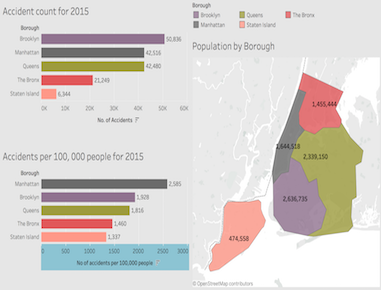 Accident count for 2015
Borough
Brooklyn 50,836
Manhattan 42,516
Queens 42,480
The Bronx 21,249
Staten Island 6,344
0K 10K 20K 30K 40K 50K 60K
No. of Accidents
Accidents per 100, 000 people for 2015
Borough
Manhattan 2,585
Brooklyn 1,928
Queens 1,816
The Bronx 1,460
Staten Island 1,337
0 500 1000 1500 2000 2500 3000
No of accidents per 100,000 people
Borough
Brooklyn Queens The Bronx
Manhattan Staten Island
Population by Borough
1,455,444
1,644,518
2,339,150
2,636,735
474,558
© OpenStreetMap contributors